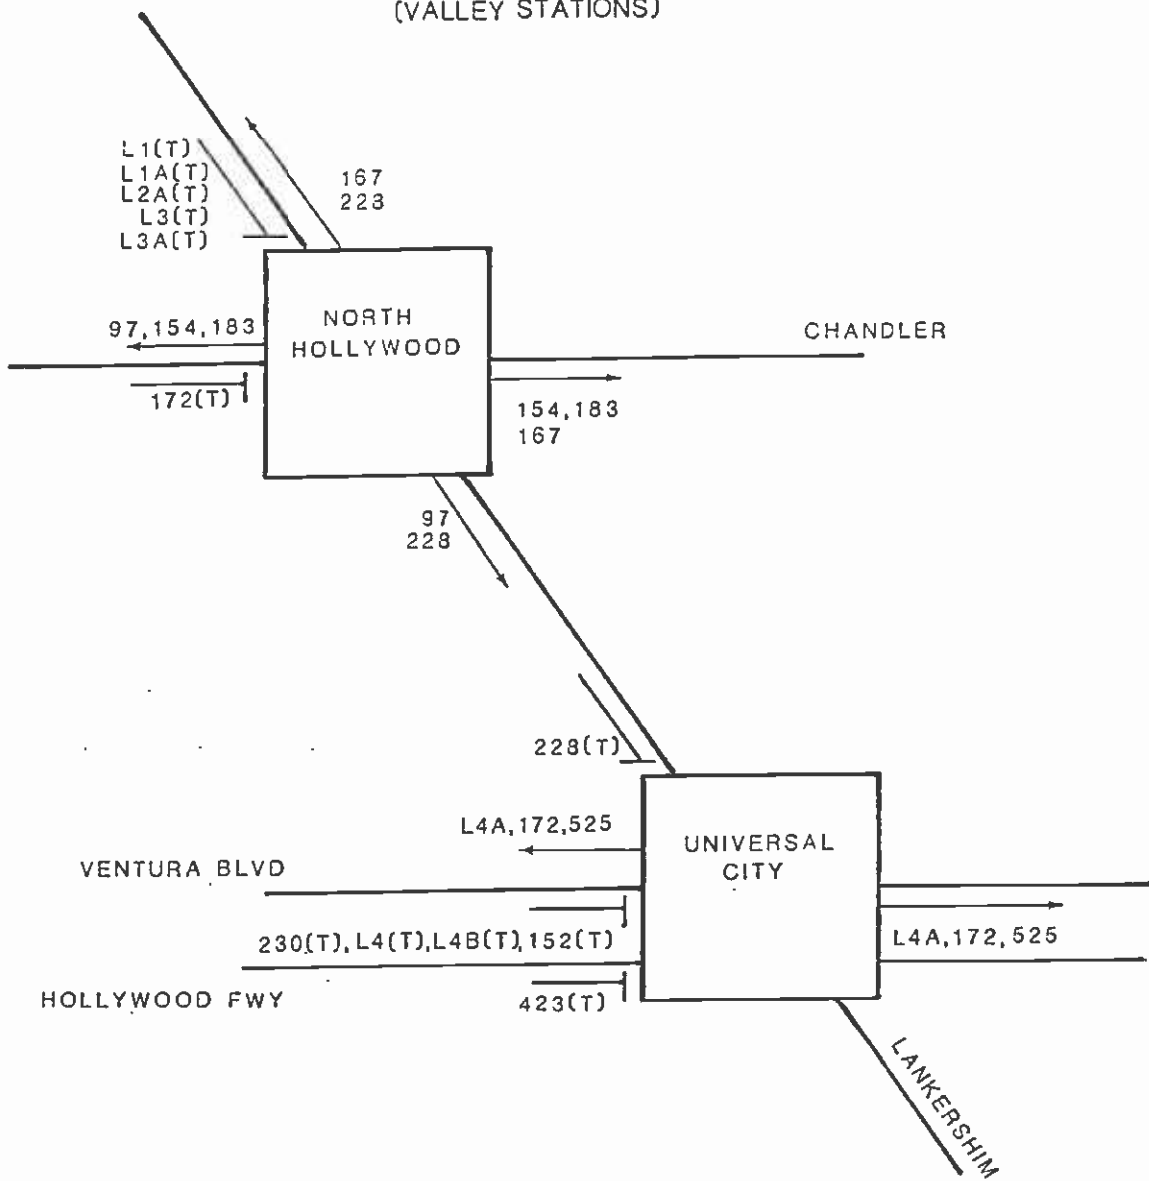 (VALLEY STATIONS)
L1(T)
L1A(T)
L2A(T)
L3(T)
L3A(T)
167
223
NORTH
HOLLYWOOD
97,154,183
172(T)
CHANDLER
154,183
167
97
228
228(T)
L4A,172,525
UNIVERSAL
CITY
VENTURA BLVD
230(T),L4(T),L4B(T),152(T)
L4A,172,525
HOLLYWOOD FWY
423(T)
LANKERSHIM